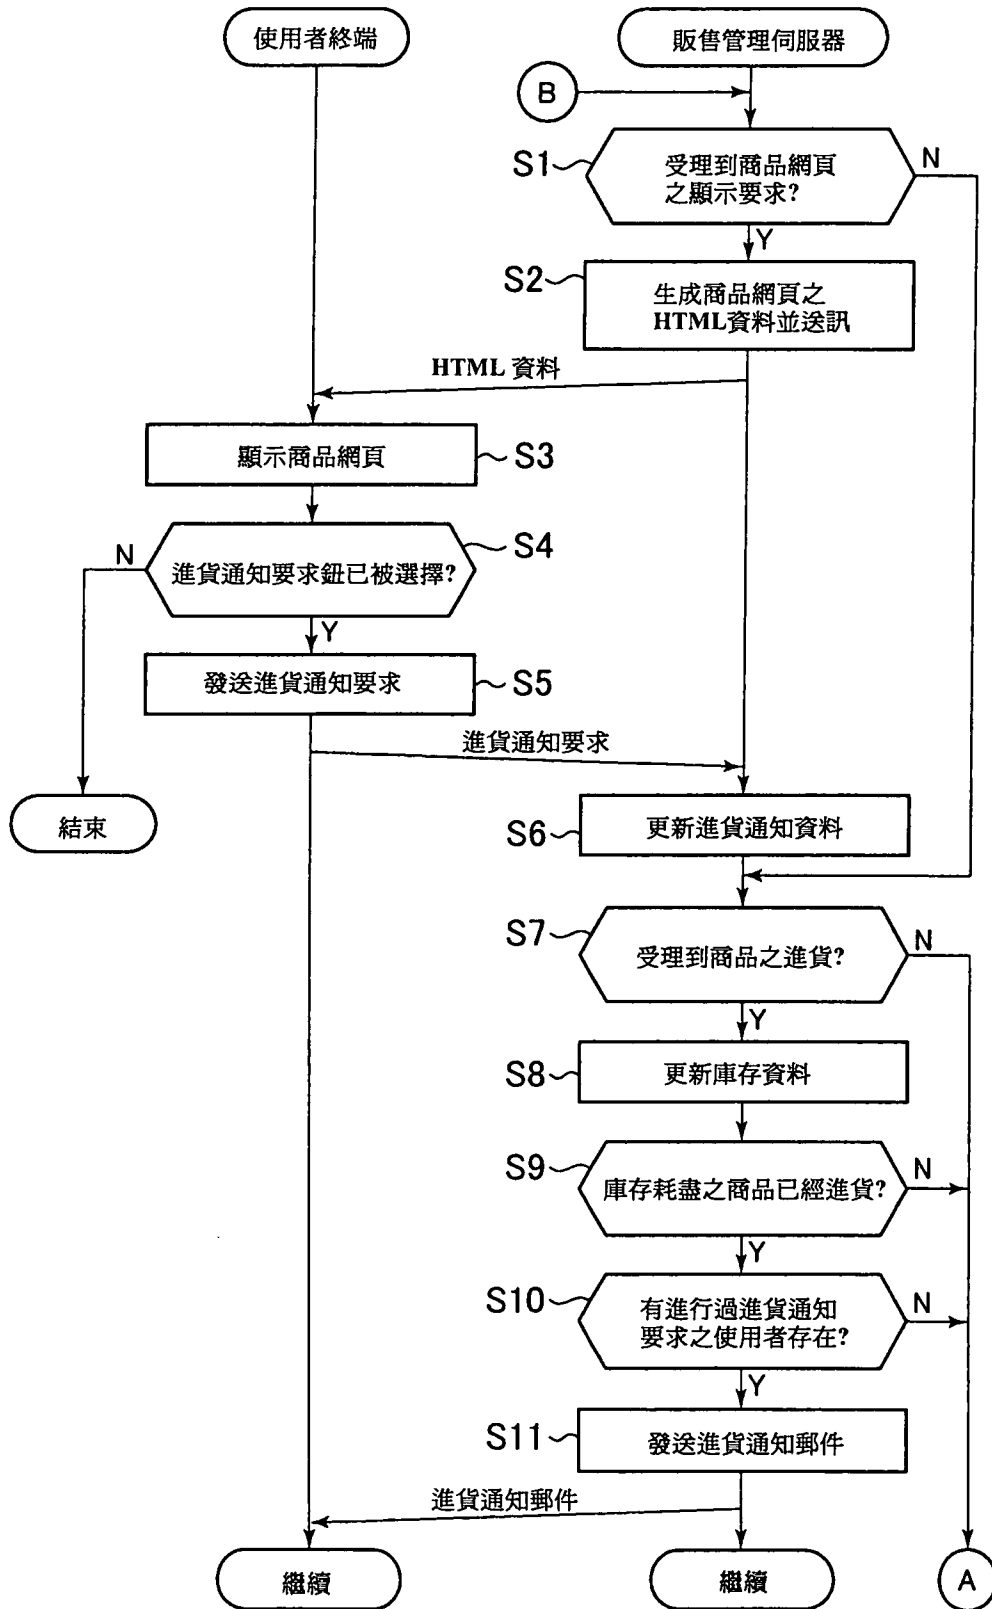 使用者終端
販售管理伺服器
B
S1
受理到商品網頁
之顯示要求?
N
Y
S2
生成商品網頁之
HTML資料並送訊
HTML 資料
顯示商品網頁
S3
進貨通知要求鈕已被選擇?
S4
N
Y
發送進貨通知要求
S5
進貨通知要求
結束
S6
更新進貨通知資料
S7
受理到商品之進貨?
N
Y
S8
更新庫存資料
S9
庫存耗盡之商品已經進貨?
N
Y
S10
有進行過進貨通知
要求之使用者存在?
N
Y
S11
發送進貨通知郵件
進貨通知郵件
繼續
繼續
A